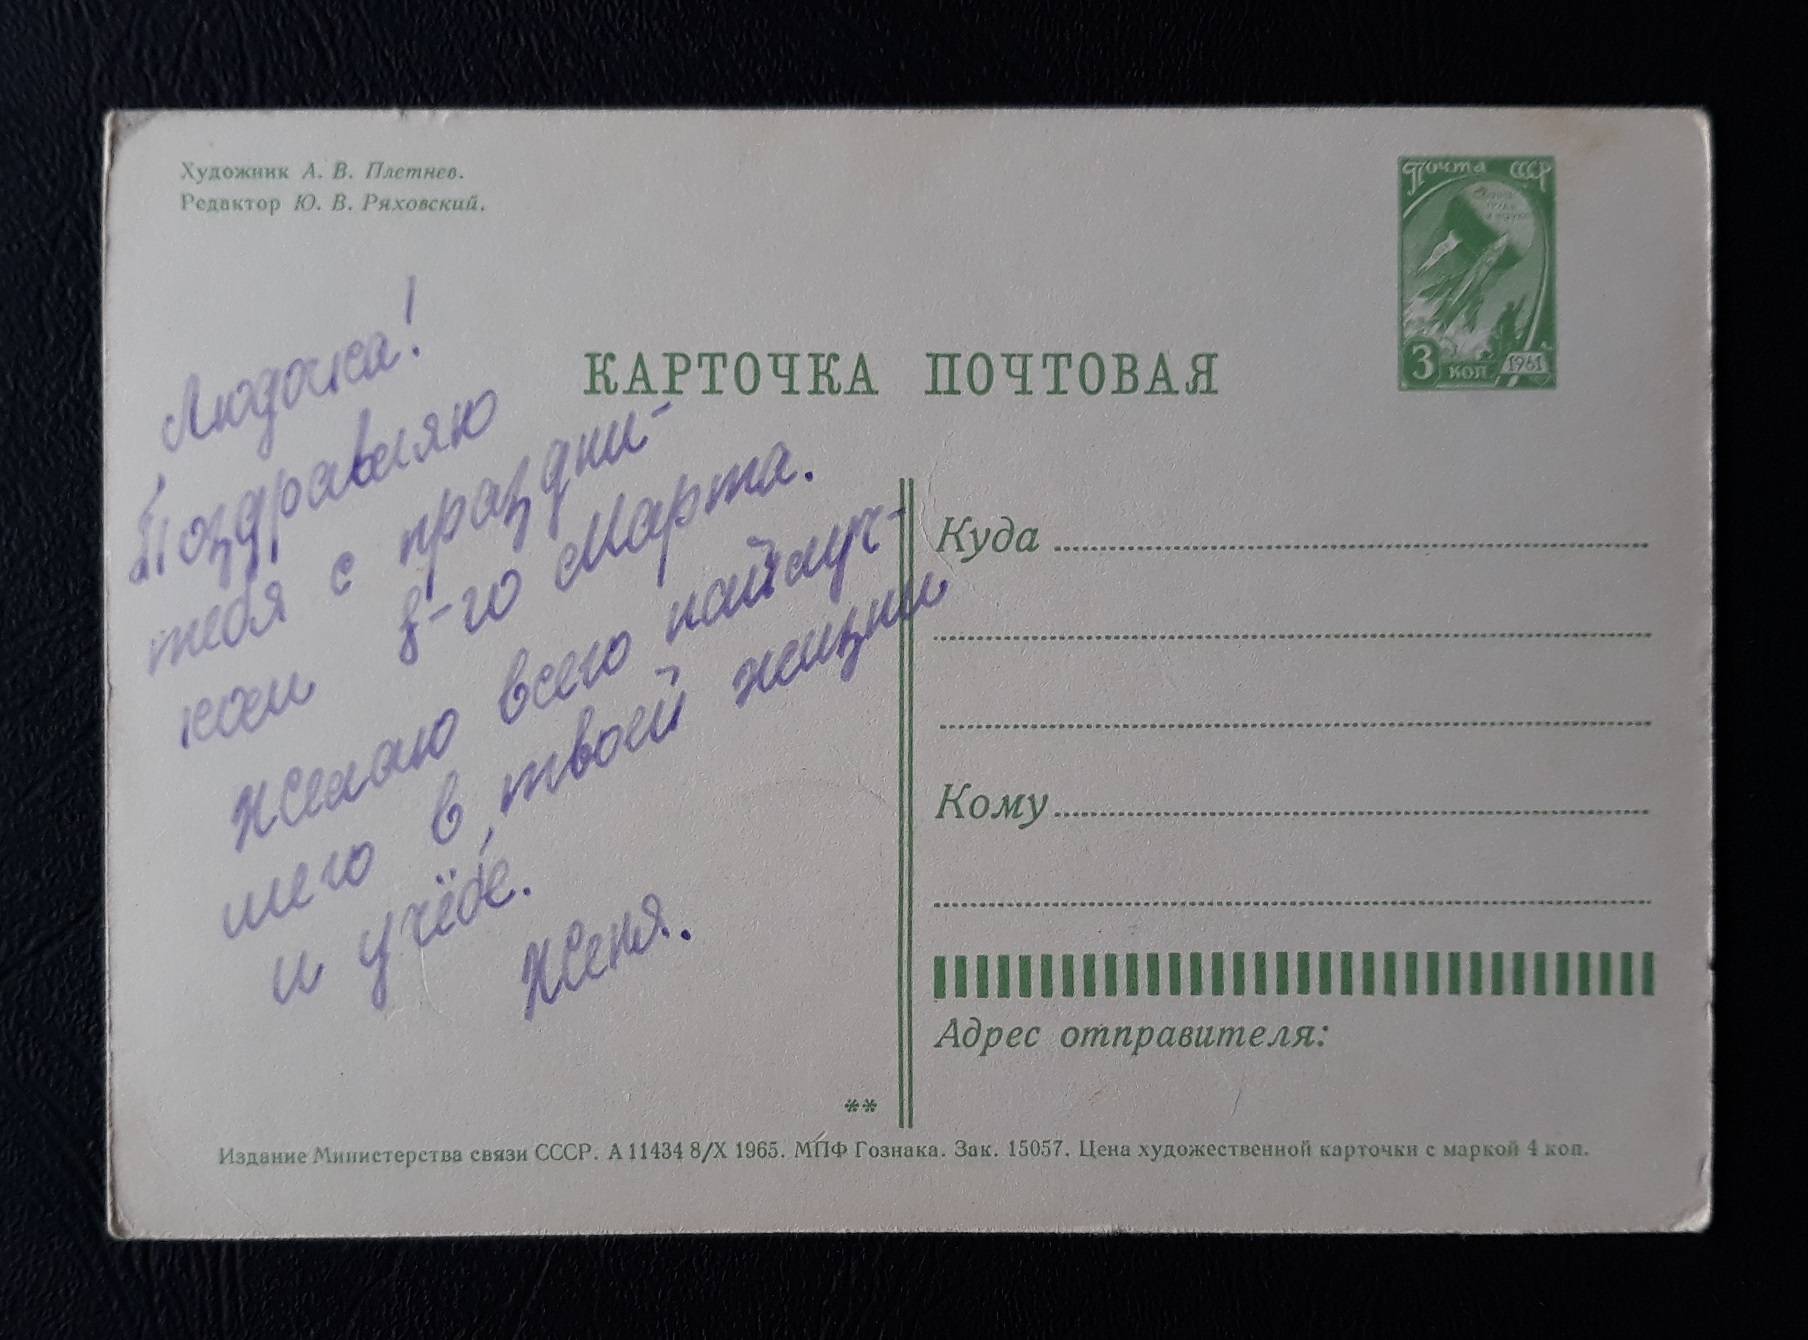 Художник А. В. Плетнев.
Редактор Ю. В. Ряховский.
Почта СССР
3 коп 1961
КАРТОЧКА ПОЧТОВАЯ
Людочка!
Поздравляю
тебя с праздни-
ком 8-го Марта.
Желаю всего найлуч-
шего в твоей жизни
и учёбе.
Женя.
Куда
Кому
Адрес отправителя:
**
Издание Министерства связи СССР. А 11434 8/X 1965. МПФ Гознака. Зак. 15057. Цена художественной карточки с маркой 4 коп.